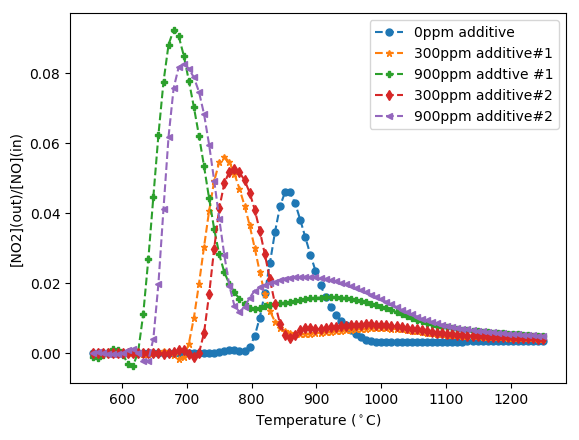 0ppm additive
300ppm additive#1
900ppm addtive #1
300ppm additive#2
900ppm additive#2
[NO2](out)/[NO](in)
0.08
0.06
0.04
0.02
0.00
600 700 800 900 1000 1100 1200
Temperature (°C)